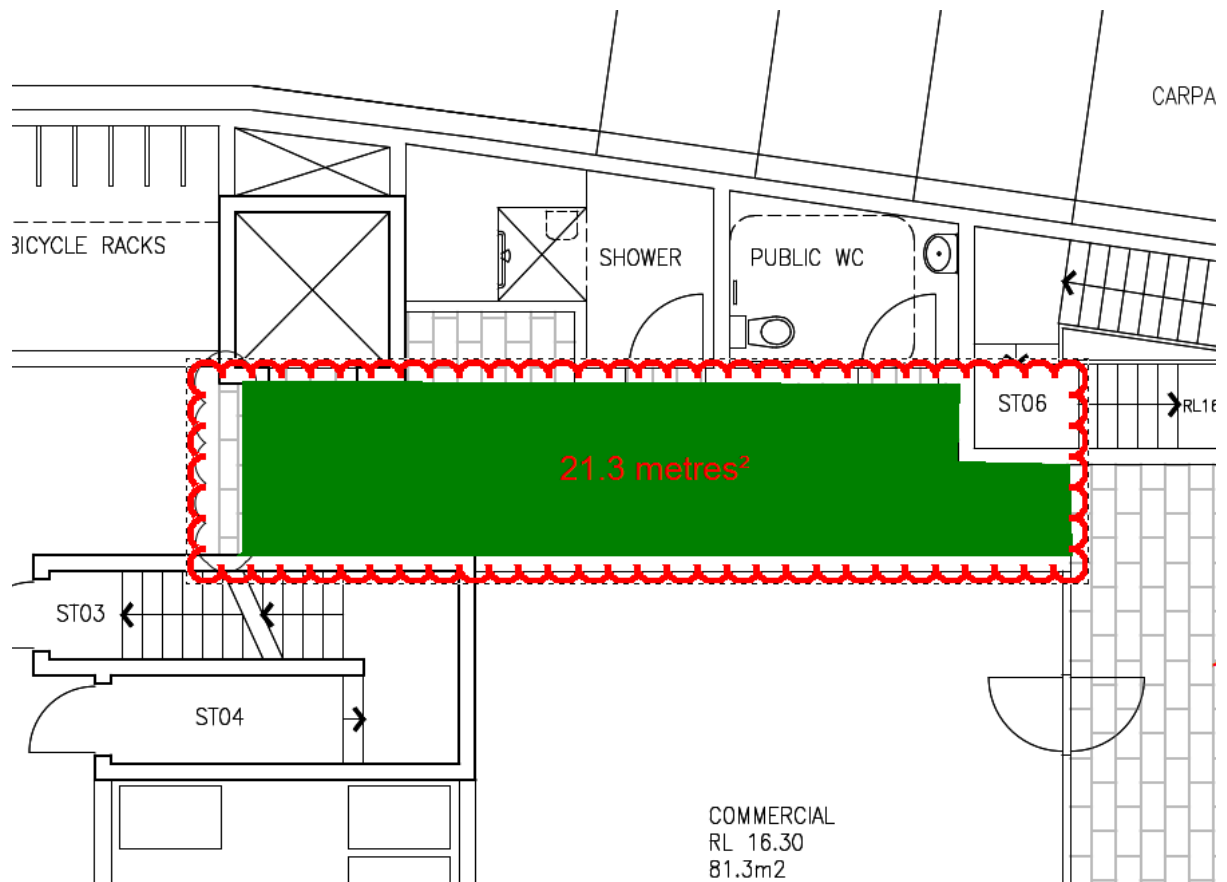 CARPA
BICYCLE RACKS
SHOWER
PUBLIC WC
ST06
RL16
21.3 metres²
ST03
ST04
COMMERCIAL
RL 16.30
81.3m2